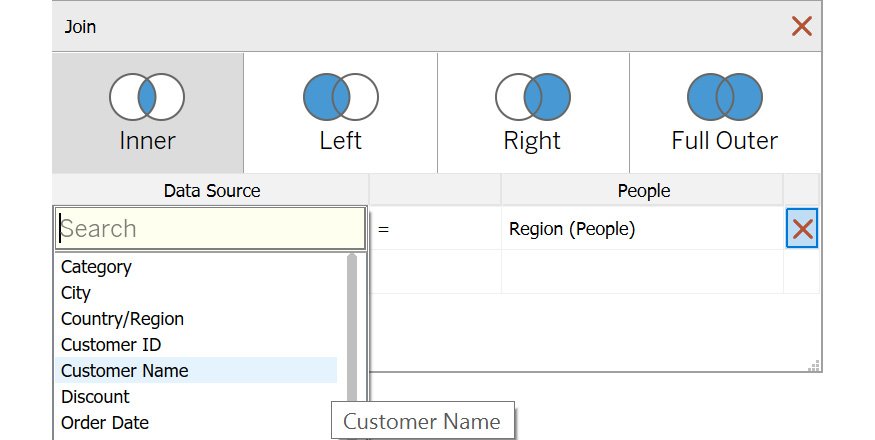 Join
Inner
Left
Right
Full Outer
Data Source
People
Search
=
Region (People)
Category
City
Country/Region
Customer ID
Customer Name
Discount
Order Date
Customer Name